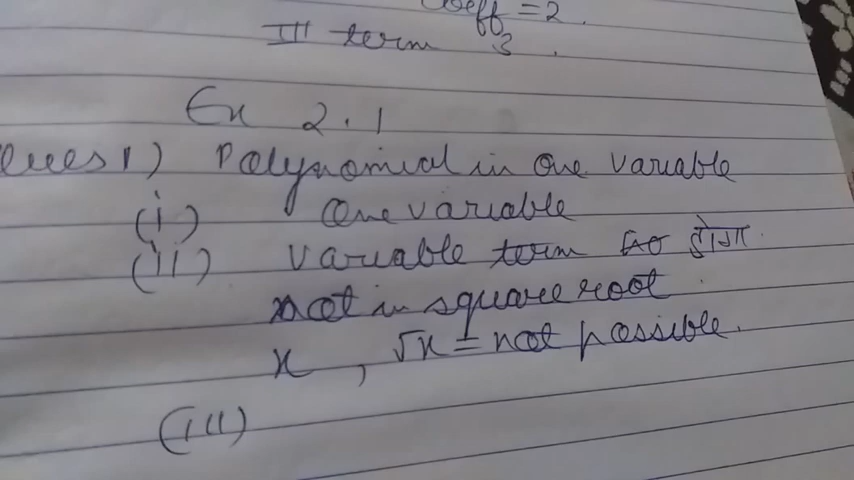 Coeff = 2.
III term 3.
Ex 2.1
Ques 1) Polynomial in one variable
(i) One variable
(ii) variable term होगा
not in square root.
x, √x = not possible.
(iii)